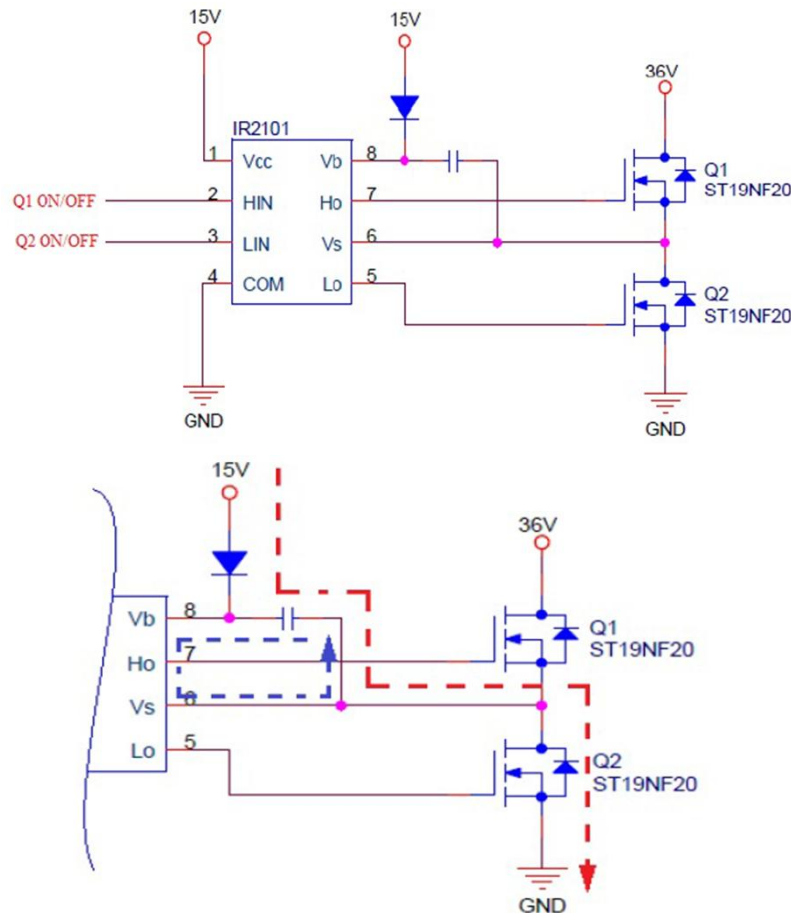 15V
15V
36V
IR2101
1 Vcc Vb 8
Q1
ST19NF20
Q1 ON/OFF 2 HIN Ho 7
Q2 ON/OFF 3 LIN Vs 6
4 COM Lo 5
Q2
ST19NF20
GND
GND
15V
36V
Vb 8
Q1
ST19NF20
Ho 7
Vs 6
Lo 5
Q2
ST19NF20
GND